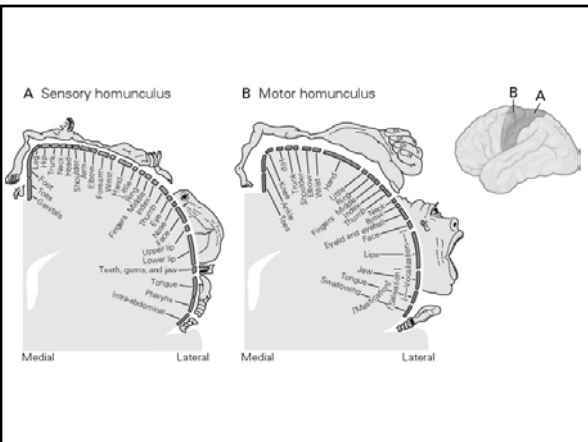 A Sensory homunculus
Leg
Hip
Trunk
Neck
Head
Shoulder
Arm
Elbow
Forearm
Wrist
Hand
Little
Ring
Middle
Index
Thumb
Fingers
Eye
Nose
Face
Upper lip
Lower lip
Teeth, gums, and jaw
Tongue
Pharynx
Intra-abdominal
Foot
Toes
Genitals
Medial
Lateral
B Motor homunculus
Hip
Trunk
Shoulder
Elbow
Wrist
Hand
Little
Ring
Middle
Index
Thumb
Fingers
Neck
Brow
Eyelid and eyeball
Face
Lips
Jaw
Tongue
Swallowing
[Mastication]
[Salivation]
[Vocalization]
Knee
Ankle
Toes
Medial
Lateral
B
A